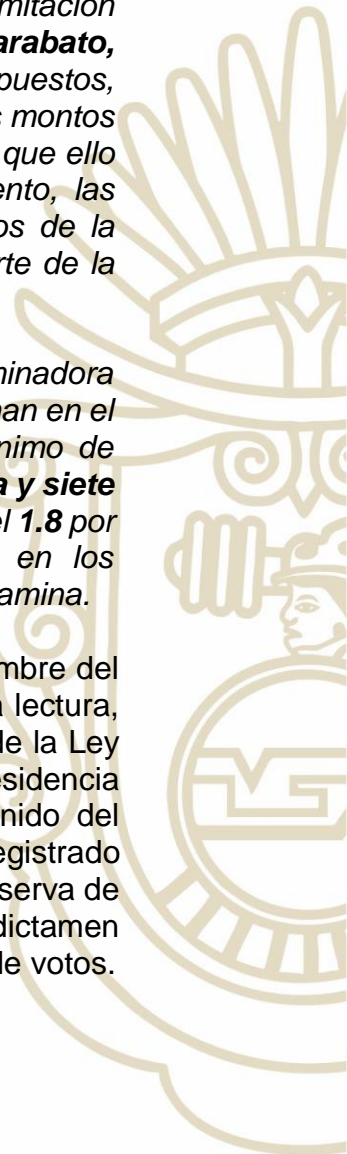 mitación
arabato,
puestos,
s montos
que ello
ento, las
os de la
rte de la
minadora
nan en el
nimo de
a y siete
el 1.8 por
en los
amina.
mbre del
a lectura,
de la Ley
esidencia
nido del
egistrado
serva de
dictamen
de votos.